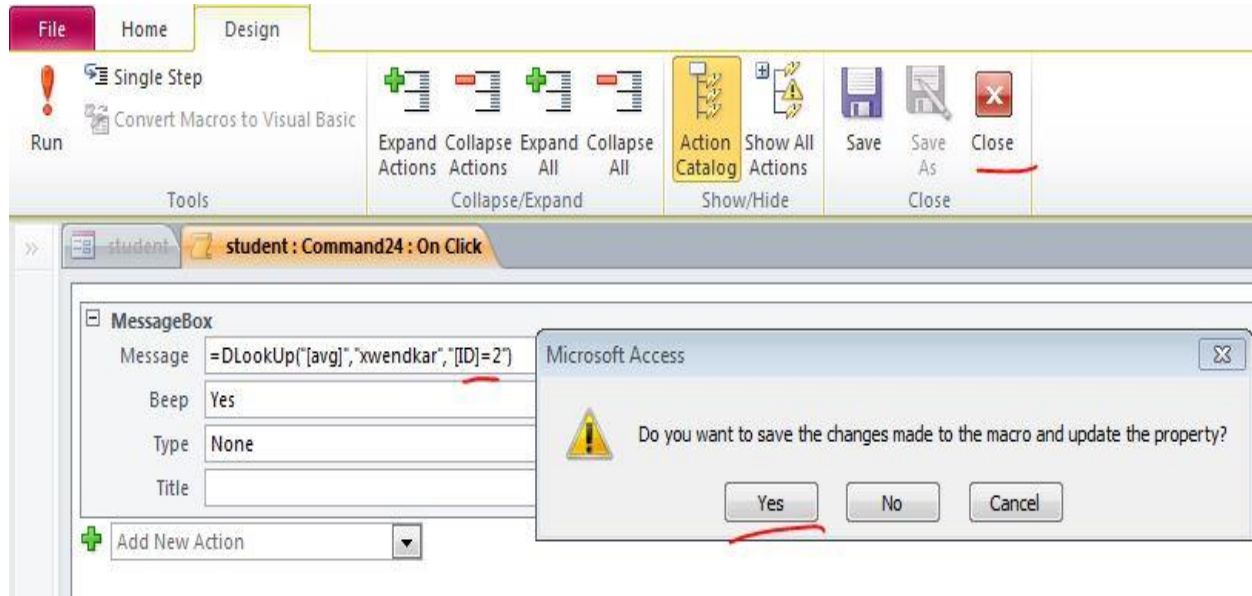 File Home Design
Single Step
Convert Macros to Visual Basic
Run
Expand Collapse Expand Collapse
Actions Actions All All
Action Show All
Catalog Actions
Save Save Close
As
Tools Collapse/Expand Show/Hide Close
student student : Command24 : On Click
MessageBox
Message =DLookUp("[avg]","xwendkar","[ID]=2")
Beep Yes
Type None
Title
Add New Action
Microsoft Access
Do you want to save the changes made to the macro and update the property?
Yes No Cancel